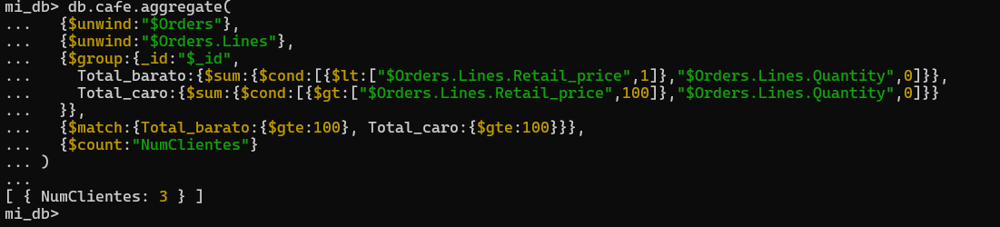 mi_db> db.cafe.aggregate(
...   {$unwind:"$Orders"},
...   {$unwind:"$Orders.Lines"},
...   {$group:{_id:"$_id",
...     Total_barato:{$sum:{$cond:[{$lt:["$Orders.Lines.Retail_price",1]},"$Orders.Lines.Quantity",0]}},
...     Total_caro:{$sum:{$cond:[{$gt:["$Orders.Lines.Retail_price",100]},"$Orders.Lines.Quantity",0]}}
...   }},
...   {$match:{Total_barato:{$gte:100}, Total_caro:{$gte:100}}},
...   {$count:"NumClientes"}
... )
...
[ { NumClientes: 3 } ]
mi_db>